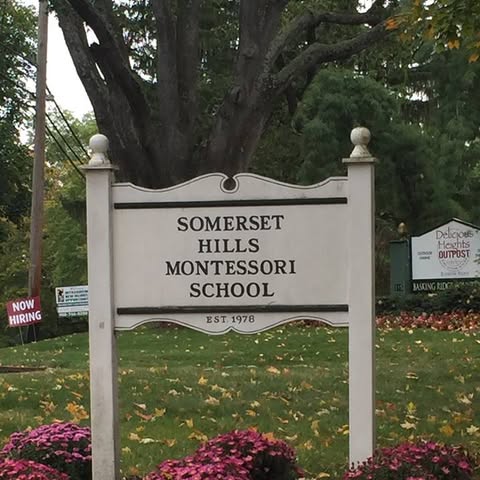 SOMERSET
HILLS
MONTESSORI
SCHOOL
EST. 1978
NOW
HIRING
Delicious
Heights
OUTPOST
BASKING RIDGE